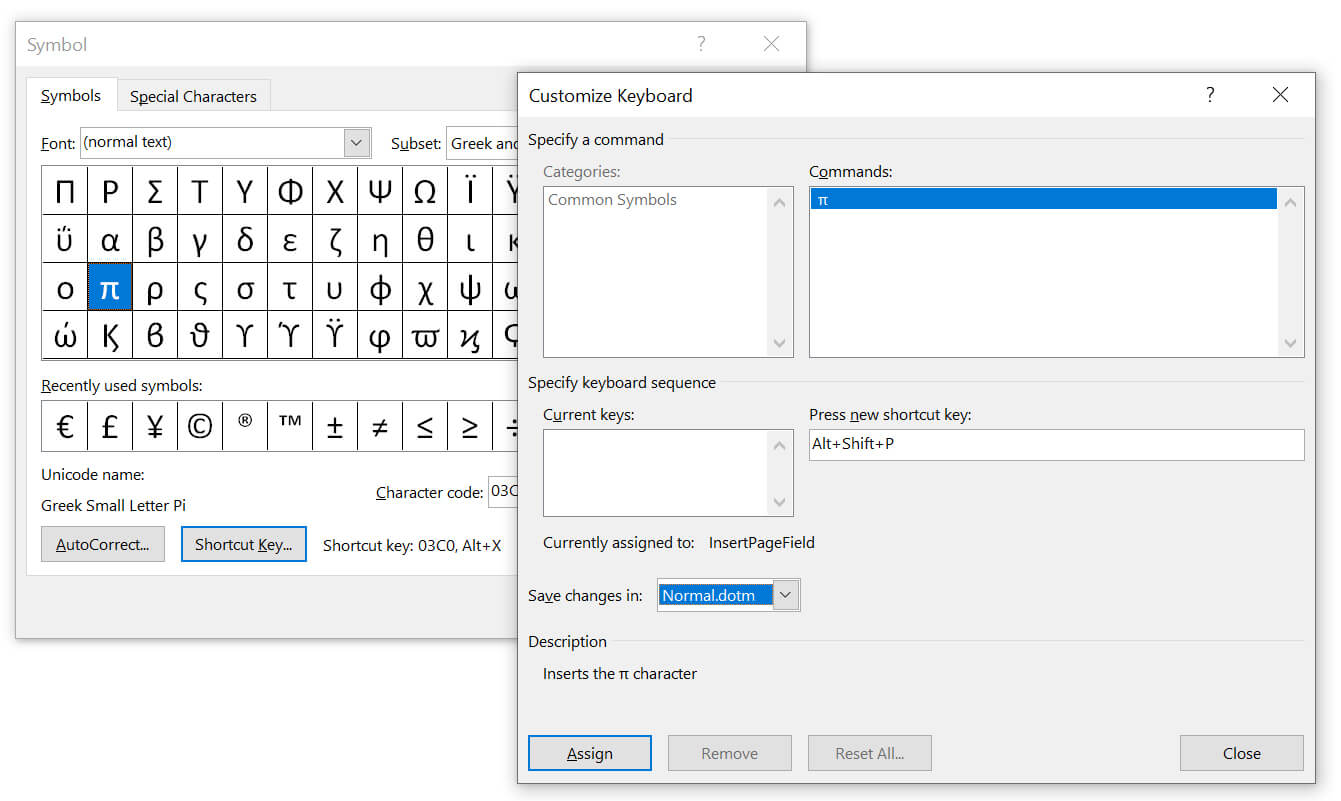 Symbol
?
Symbols
Special Characters
Font: (normal text)
Subset: Greek and
Π Ρ Σ Τ Υ Φ Χ Ψ Ω Ϊ Ϋ
ΰ α β γ δ ε ζ η θ ι κ
ο π ρ ς σ τ υ φ χ ψ ω
ώ Ϗ ϐ ϑ ϒ ϓ ϔ ϕ ϖ ϗ
Recently used symbols:
€ £ ¥ © ® ™ ± ≠ ≤ ≥ ÷
Unicode name:
Greek Small Letter Pi
Character code: 03C
AutoCorrect...
Shortcut Key...
Shortcut key: 03C0, Alt+X
Customize Keyboard
?
Specify a command
Categories:
Commands:
Common Symbols
π
Specify keyboard sequence
Current keys:
Press new shortcut key:
Alt+Shift+P
Currently assigned to: InsertPageField
Save changes in: Normal.dotm
Description
Inserts the π character
Assign
Remove
Reset All...
Close